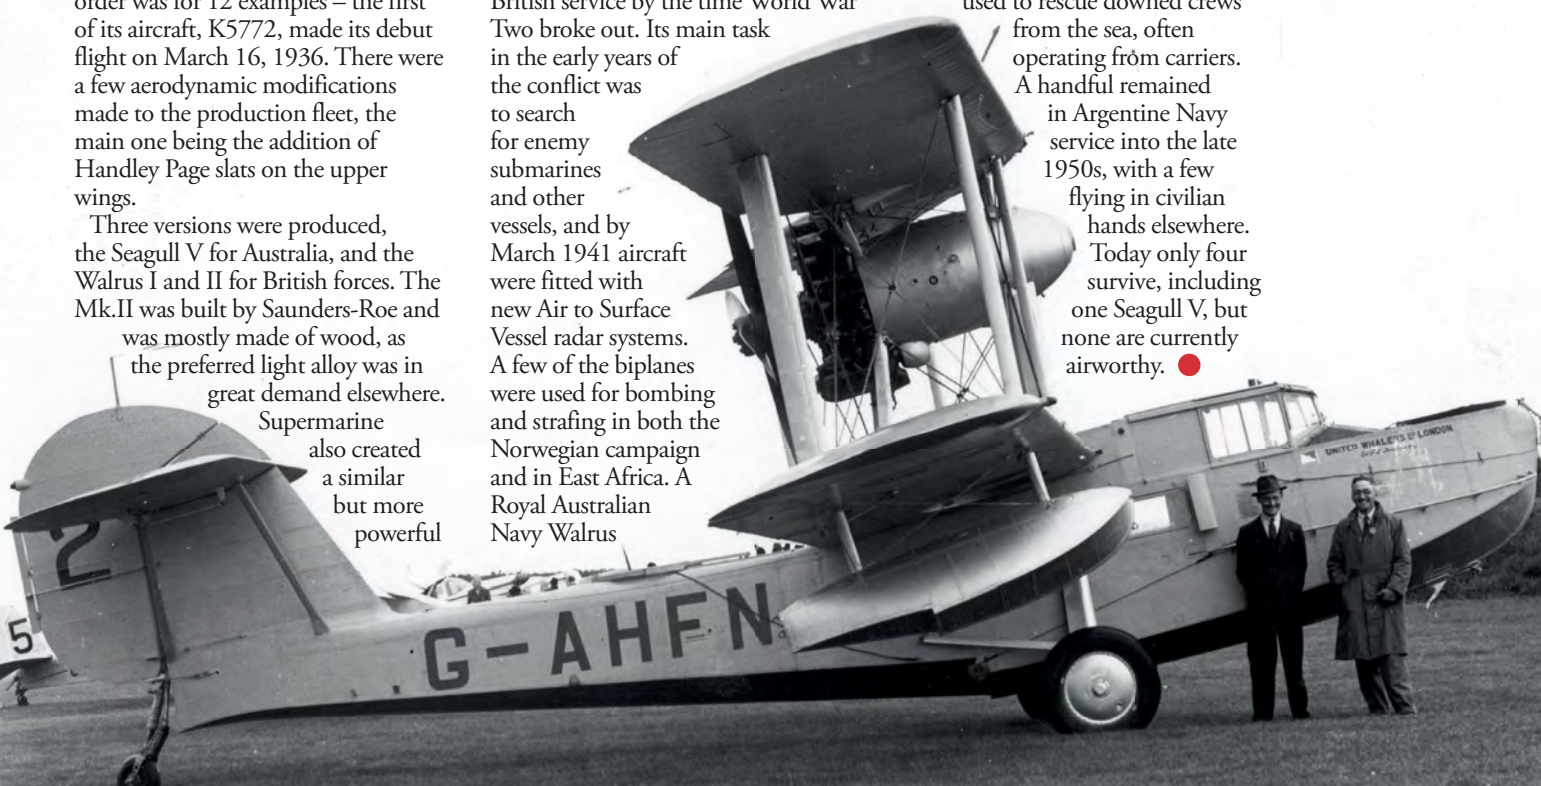 order was for 12 examples – the first
of its aircraft, K5772, made its debut
flight on March 16, 1936. There were
a few aerodynamic modifications
made to the production fleet, the
main one being the addition of
Handley Page slats on the upper
wings.
Three versions were produced,
the Seagull V for Australia, and the
Walrus I and II for British forces. The
Mk.II was built by Saunders-Roe and
was mostly made of wood, as
the preferred light alloy was in
great demand elsewhere.
Supermarine
also created
a similar
but more
powerful
British service by the time World War
Two broke out. Its main task
in the early years of
the conflict was
to search
for enemy
submarines
and other
vessels, and by
March 1941 aircraft
were fitted with
new Air to Surface
Vessel radar systems.
A few of the biplanes
were used for bombing
and strafing in both the
Norwegian campaign
and in East Africa. A
Royal Australian
Navy Walrus
used to rescue downed crews
from the sea, often
operating from carriers.
A handful remained
in Argentine Navy
service into the late
1950s, with a few
flying in civilian
hands elsewhere.
Today only four
survive, including
one Seagull V, but
none are currently
airworthy.
2
5
G-AHFN
UNITED WHALERS LTD LONDON.